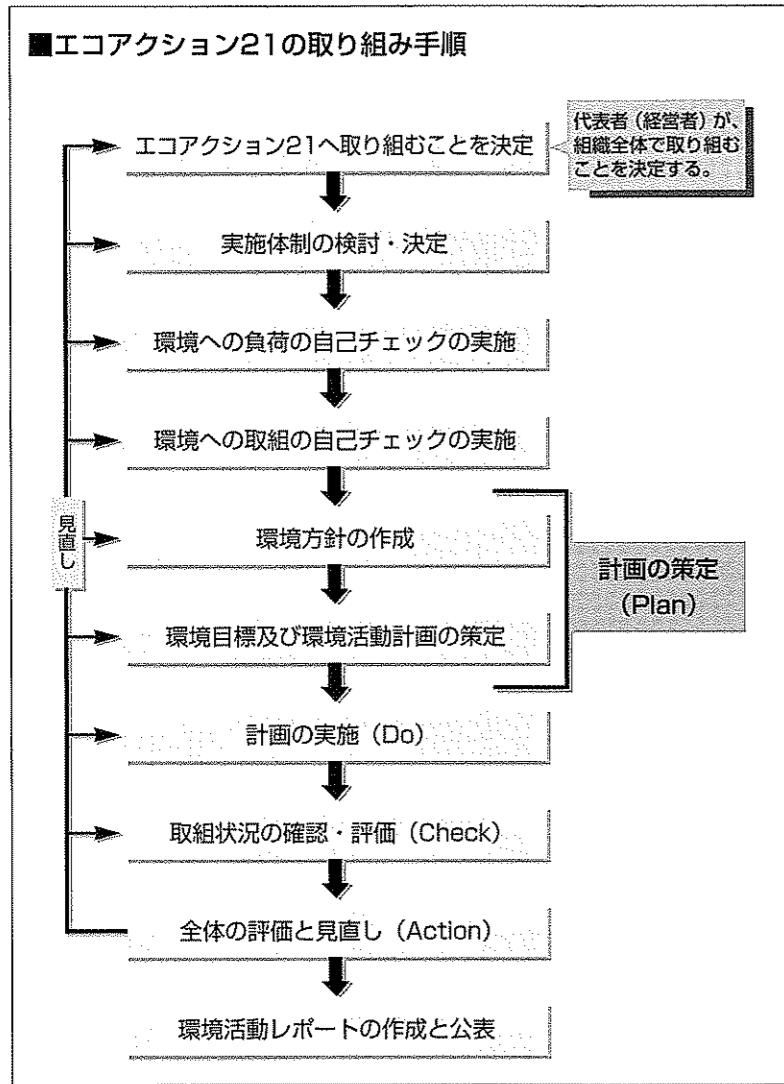 ■エコアクション21の取り組み手順
エコアクション21へ取り組むことを決定
代表者（経営者）が、
組織全体で取り組む
ことを決定する。
実施体制の検討・決定
環境への負荷の自己チェックの実施
環境への取組の自己チェックの実施
見直し
環境方針の作成
計画の策定
（Plan）
環境目標及び環境活動計画の策定
計画の実施（Do）
取組状況の確認・評価（Check）
全体の評価と見直し（Action）
環境活動レポートの作成と公表